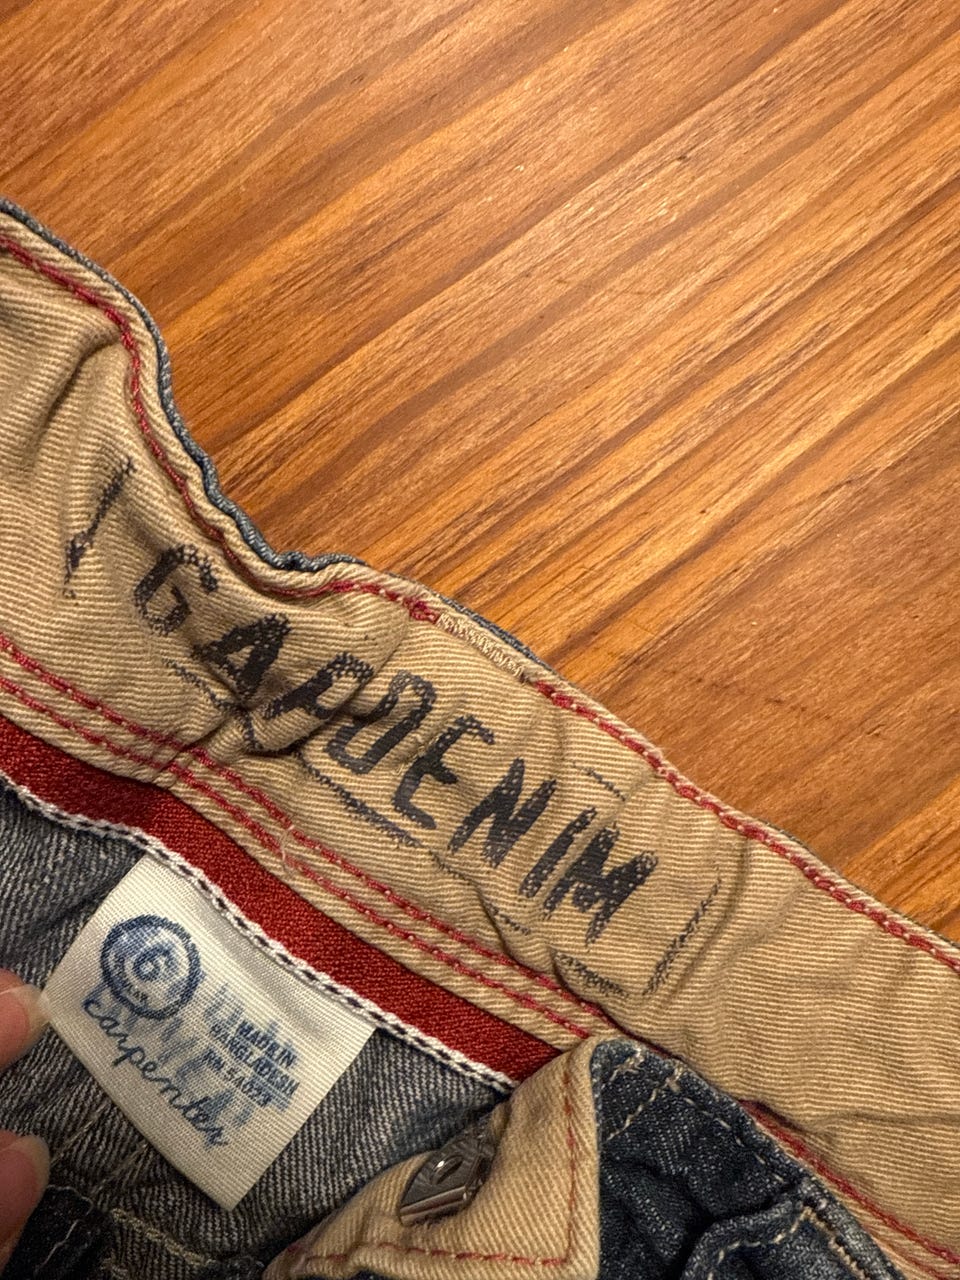 GAPDENIM
6
Carpenter
MADE IN
BANGLADESH